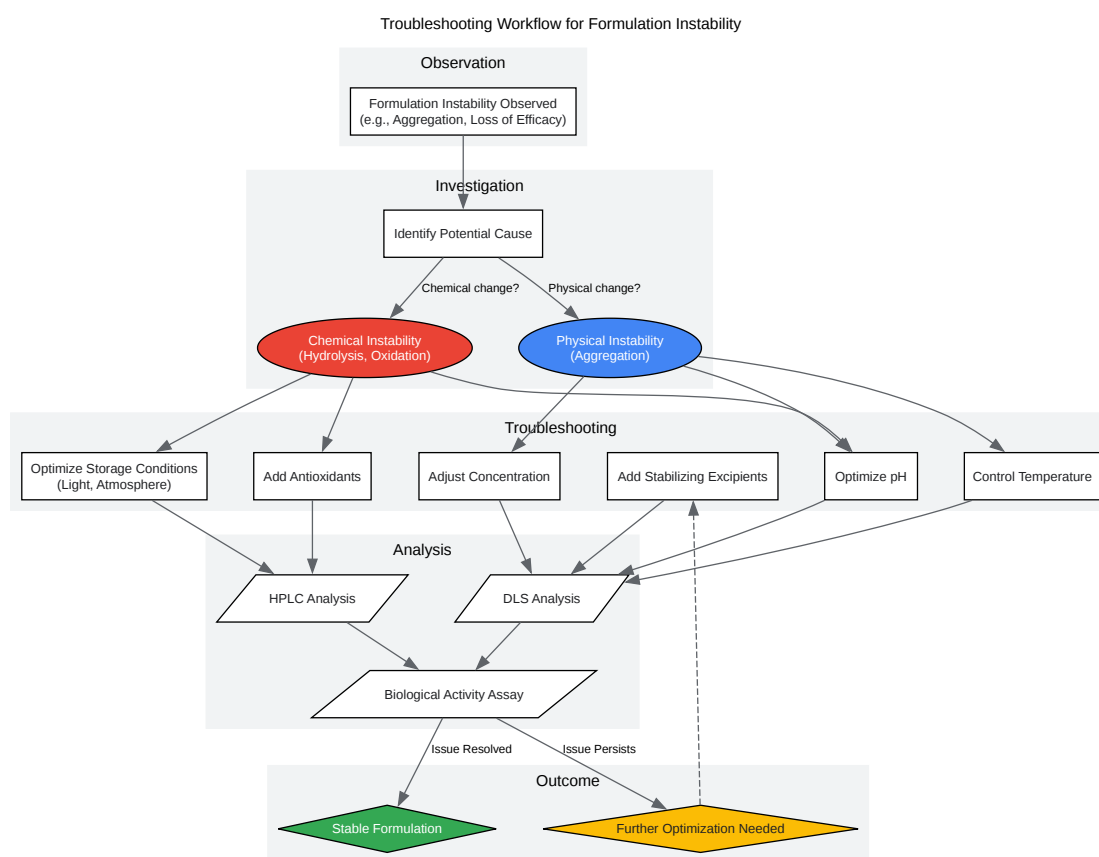 Troubleshooting Workflow for Formulation Instability
Observation
Formulation Instability Observed
(e.g., Aggregation, Loss of Efficacy)
Investigation
Identify Potential Cause
Chemical change?
Physical change?
Chemical Instability
(Hydrolysis, Oxidation)
Physical Instability
(Aggregation)
Troubleshooting
Optimize Storage Conditions
(Light, Atmosphere)
Add Antioxidants
Adjust Concentration
Add Stabilizing Excipients
Optimize pH
Control Temperature
Analysis
HPLC Analysis
DLS Analysis
Biological Activity Assay
Issue Resolved
Issue Persists
Outcome
Stable Formulation
Further Optimization Needed